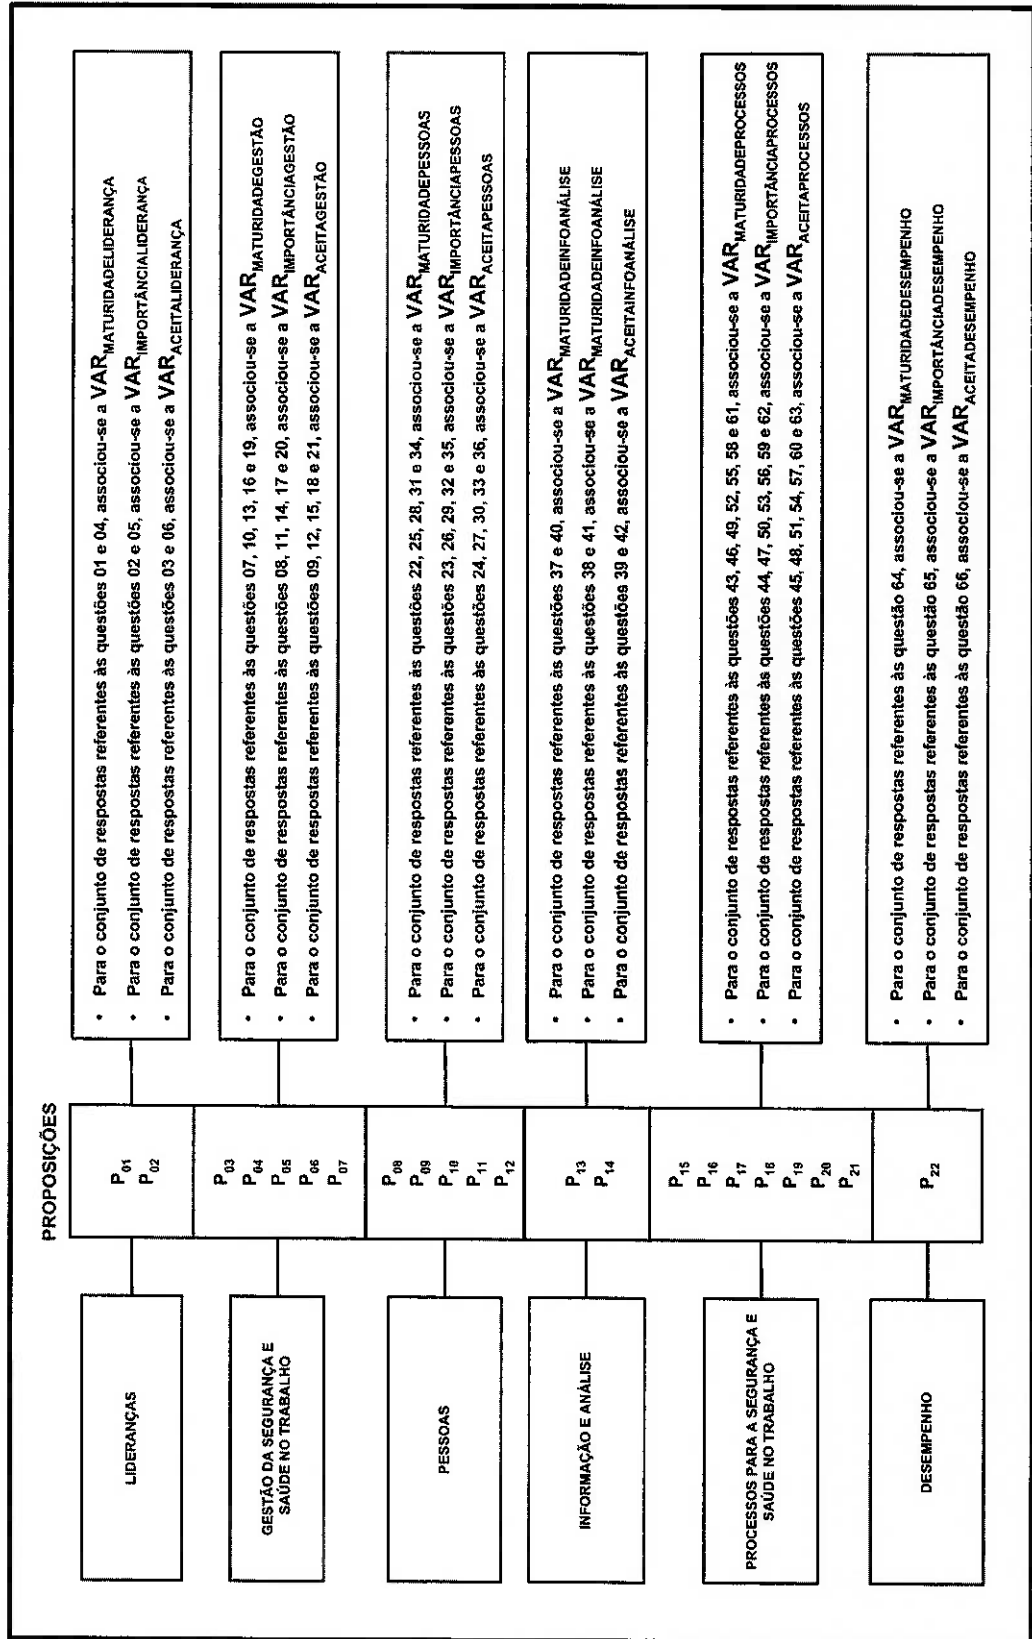 PROPOSIÇÕES
LIDERANÇAS
P01
P02
• Para o conjunto de respostas referentes às questões 01 e 04, associou-se a VARMATURIDADELIDERANÇA
• Para o conjunto de respostas referentes às questões 02 e 05, associou-se a VARIMPORTÂNCIALIDERANÇA
• Para o conjunto de respostas referentes às questões 03 e 06, associou-se a VARACEITALIDERANÇA
GESTÃO DA SEGURANÇA E
SAÚDE NO TRABALHO
P03
P04
P05
P06
P07
• Para o conjunto de respostas referentes às questões 07, 10, 13, 16 e 19, associou-se a VARMATURIDADEGESTÃO
• Para o conjunto de respostas referentes às questões 08, 11, 14, 17 e 20, associou-se a VARIMPORTÂNCIAGESTÃO
• Para o conjunto de respostas referentes às questões 09, 12, 15, 18 e 21, associou-se a VARACEITAGESTÃO
PESSOAS
P08
P09
P10
P11
P12
• Para o conjunto de respostas referentes às questões 22, 25, 28, 31 e 34, associou-se a VARMATURIDADEPESSOAS
• Para o conjunto de respostas referentes às questões 23, 26, 29, 32 e 35, associou-se a VARIMPORTÂNCIAPESSOAS
• Para o conjunto de respostas referentes às questões 24, 27, 30, 33 e 36, associou-se a VARACEITAPESSOAS
INFORMAÇÃO E ANÁLISE
P13
P14
• Para o conjunto de respostas referentes às questões 37 e 40, associou-se a VARMATURIDADEINFOANÁLISE
• Para o conjunto de respostas referentes às questões 38 e 41, associou-se a VARMATURIDADEINFOANÁLISE
• Para o conjunto de respostas referentes às questões 39 e 42, associou-se a VARACEITAINFOANÁLISE
PROCESSOS PARA A SEGURANÇA E
SAÚDE NO TRABALHO
P15
P16
P17
P18
P19
P20
P21
• Para o conjunto de respostas referentes às questões 43, 46, 49, 52, 55, 58 e 61, associou-se a VARMATURIDADEPROCESSOS
• Para o conjunto de respostas referentes às questões 44, 47, 50, 53, 56, 59 e 62, associou-se a VARIMPORTÂNCIAPROCESSOS
• Para o conjunto de respostas referentes às questões 45, 48, 51, 54, 57, 60 e 63, associou-se a VARACEITAPROCESSOS
DESEMPENHO
P22
• Para o conjunto de respostas referentes às questão 64, associou-se a VARMATURIDADEDESEMPENHO
• Para o conjunto de respostas referentes às questão 65, associou-se a VARIMPORTÂNCIADESEMPENHO
• Para o conjunto de respostas referentes às questão 66, associou-se a VARACEITADESEMPENHO